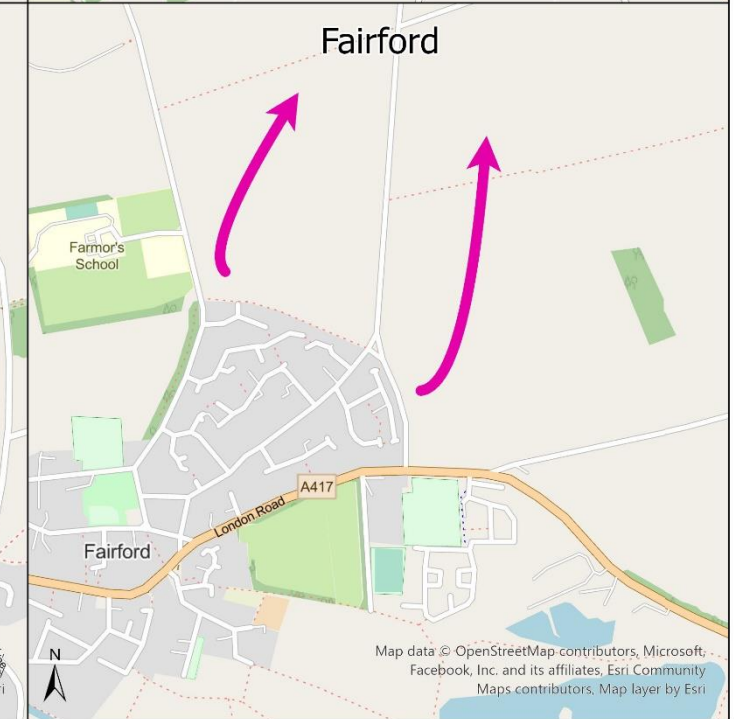 Fairford
Farmor's
School
A417
London Road
Fairford
N
Map data © OpenStreetMap contributors, Microsoft,
Facebook, Inc. and its affiliates, Esri Community
Maps contributors, Map layer by Esri